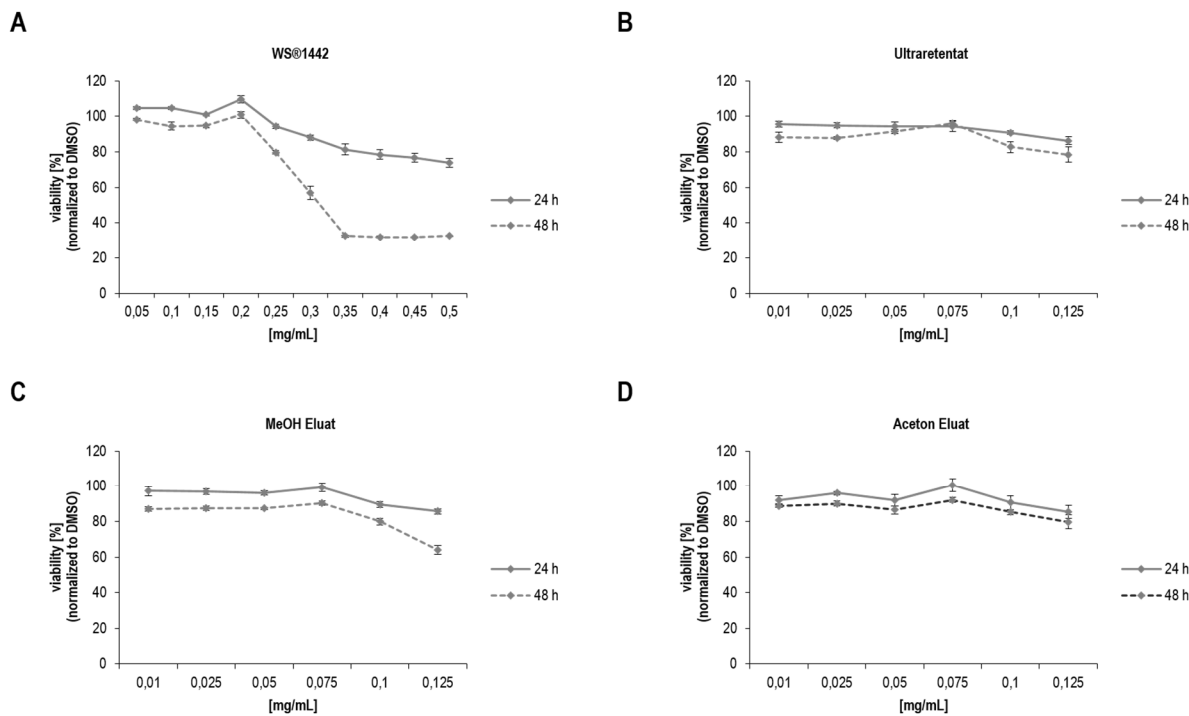 A
WS®1442
viability [%]
(normalized to DMSO)
120
100
80
60
40
20
0
0,05 0,1 0,15 0,2 0,25 0,3 0,35 0,4 0,45 0,5
[mg/mL]
24 h
48 h
B
Ultraretentat
viability [%]
(normalized to DMSO)
120
100
80
60
40
20
0
0,01 0,025 0,05 0,075 0,1 0,125
[mg/mL]
24 h
48 h
C
MeOH Eluat
viability [%]
(normalized to DMSO)
120
100
80
60
40
20
0
0,01 0,025 0,05 0,075 0,1 0,125
[mg/mL]
24 h
48 h
D
Aceton Eluat
viability [%]
(normalized to DMSO)
120
100
80
60
40
20
0
0,01 0,025 0,05 0,075 0,1 0,125
[mg/mL]
24 h
48 h